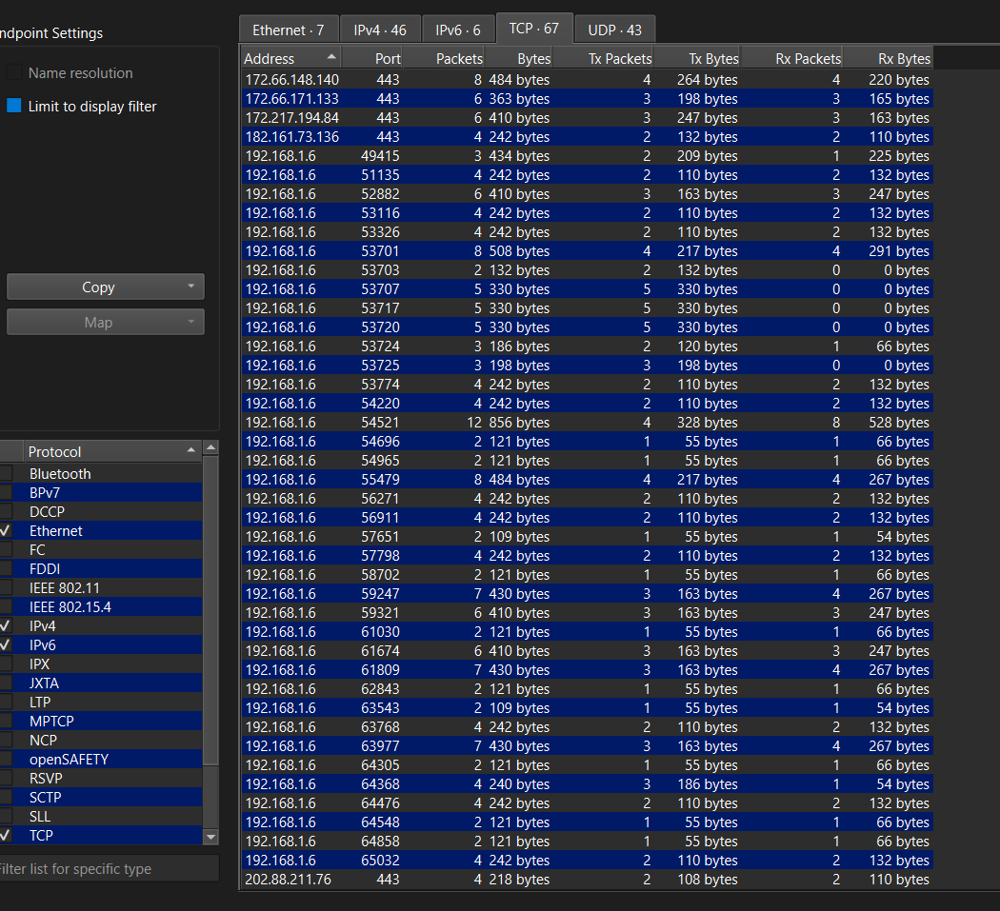 ndpoint Settings
Name resolution
Limit to display filter
Copy
Map
Protocol
Bluetooth
BPv7
DCCP
Ethernet
FC
FDDI
IEEE 802.11
IEEE 802.15.4
IPv4
IPv6
IPX
JXTA
LTP
MPTCP
NCP
openSAFETY
RSVP
SCTP
SLL
TCP
Filter list for specific type
Ethernet · 7 IPv4 · 46 IPv6 · 6 TCP · 67 UDP · 43
Address Port Packets Bytes Tx Packets Tx Bytes Rx Packets Rx Bytes
172.66.148.140 443 8 484 bytes 4 264 bytes 4 220 bytes
172.66.171.133 443 6 363 bytes 3 198 bytes 3 165 bytes
172.217.194.84 443 6 410 bytes 3 247 bytes 3 163 bytes
182.161.73.136 443 4 242 bytes 2 132 bytes 2 110 bytes
192.168.1.6 49415 3 434 bytes 2 209 bytes 1 225 bytes
192.168.1.6 51135 4 242 bytes 2 110 bytes 2 132 bytes
192.168.1.6 52882 6 410 bytes 3 163 bytes 3 247 bytes
192.168.1.6 53116 4 242 bytes 2 110 bytes 2 132 bytes
192.168.1.6 53326 4 242 bytes 2 110 bytes 2 132 bytes
192.168.1.6 53701 8 508 bytes 4 217 bytes 4 291 bytes
192.168.1.6 53703 2 132 bytes 2 132 bytes 0 0 bytes
192.168.1.6 53707 5 330 bytes 5 330 bytes 0 0 bytes
192.168.1.6 53717 5 330 bytes 5 330 bytes 0 0 bytes
192.168.1.6 53720 5 330 bytes 5 330 bytes 0 0 bytes
192.168.1.6 53724 3 186 bytes 2 120 bytes 1 66 bytes
192.168.1.6 53725 3 198 bytes 3 198 bytes 0 0 bytes
192.168.1.6 53774 4 242 bytes 2 110 bytes 2 132 bytes
192.168.1.6 54220 4 242 bytes 2 110 bytes 2 132 bytes
192.168.1.6 54521 12 856 bytes 4 328 bytes 8 528 bytes
192.168.1.6 54696 2 121 bytes 1 55 bytes 1 66 bytes
192.168.1.6 54965 2 121 bytes 1 55 bytes 1 66 bytes
192.168.1.6 55479 8 484 bytes 4 217 bytes 4 267 bytes
192.168.1.6 56271 4 242 bytes 2 110 bytes 2 132 bytes
192.168.1.6 56911 4 242 bytes 2 110 bytes 2 132 bytes
192.168.1.6 57651 2 109 bytes 1 55 bytes 1 54 bytes
192.168.1.6 57798 4 242 bytes 2 110 bytes 2 132 bytes
192.168.1.6 58702 2 121 bytes 1 55 bytes 1 66 bytes
192.168.1.6 59247 7 430 bytes 3 163 bytes 4 267 bytes
192.168.1.6 59321 6 410 bytes 3 163 bytes 3 247 bytes
192.168.1.6 61030 2 121 bytes 1 55 bytes 1 66 bytes
192.168.1.6 61674 6 410 bytes 3 163 bytes 3 247 bytes
192.168.1.6 61809 7 430 bytes 3 163 bytes 4 267 bytes
192.168.1.6 62843 2 121 bytes 1 55 bytes 1 66 bytes
192.168.1.6 63543 2 109 bytes 1 55 bytes 1 54 bytes
192.168.1.6 63768 4 242 bytes 2 110 bytes 2 132 bytes
192.168.1.6 63977 7 430 bytes 3 163 bytes 4 267 bytes
192.168.1.6 64305 2 121 bytes 1 55 bytes 1 66 bytes
192.168.1.6 64368 4 240 bytes 3 186 bytes 1 54 bytes
192.168.1.6 64476 4 242 bytes 2 110 bytes 2 132 bytes
192.168.1.6 64548 2 121 bytes 1 55 bytes 1 66 bytes
192.168.1.6 64858 2 121 bytes 1 55 bytes 1 66 bytes
192.168.1.6 65032 4 242 bytes 2 110 bytes 2 132 bytes
202.88.211.76 443 4 218 bytes 2 108 bytes 2 110 bytes